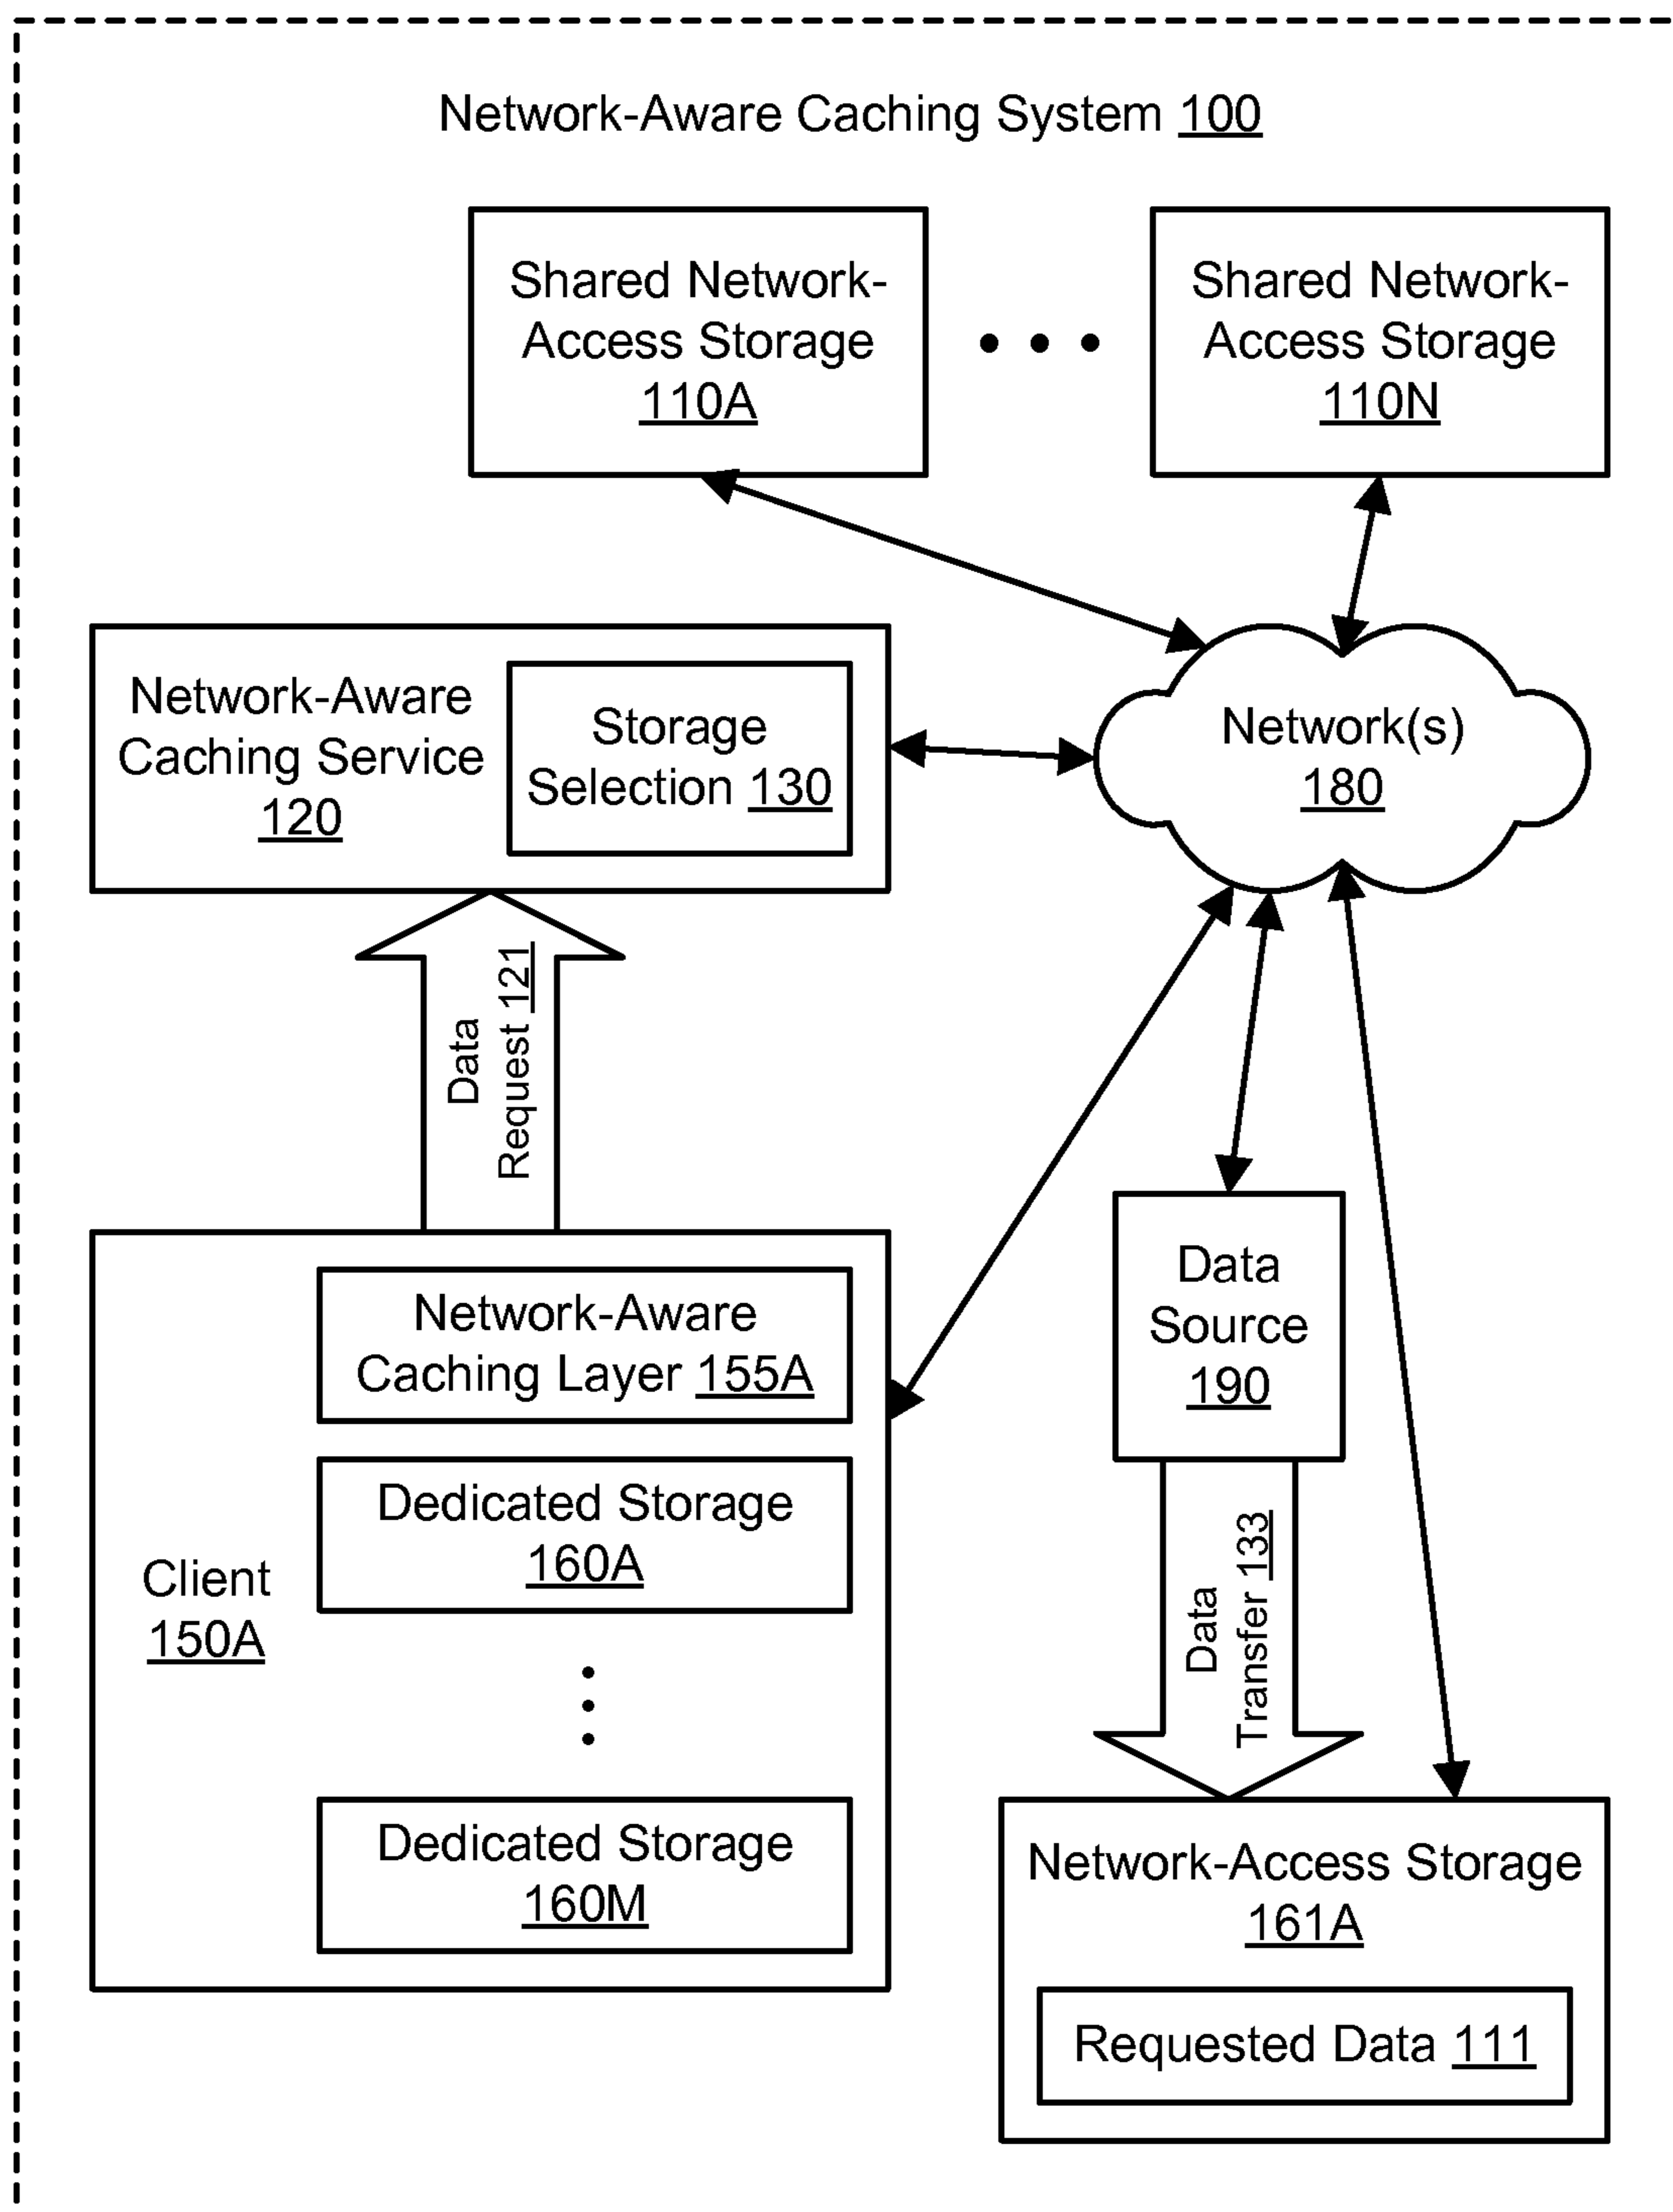 Network-Aware Caching System 100
Shared Network-
Access Storage
110A
Shared Network-
Access Storage
110N
Network-Aware
Caching Service
120
Storage
Selection 130
Network(s)
180
Data
Request 121
Network-Aware
Caching Layer 155A
Dedicated Storage
160A
Client
150A
Dedicated Storage
160M
Data
Source
190
Data
Transfer 133
Network-Access Storage
161A
Requested Data 111